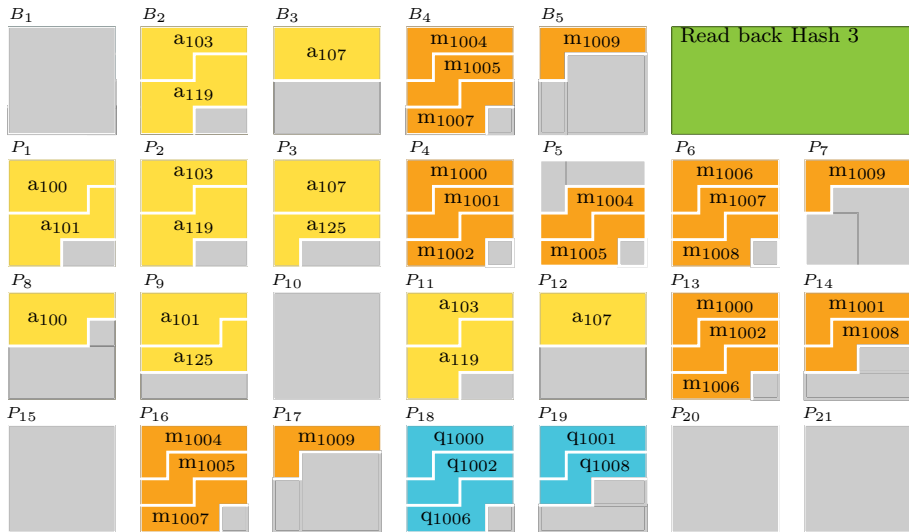 B1 B2 B3 B4 B5
a103 a107 m1004 m1009 Read back Hash 3
m1005
a119
m1007
P1 P2 P3 P4 P5 P6 P7
a100 a103 a107 m1000 m1006 m1009
m1001 m1004 m1007
a101 a119 a125
m1002 m1005 m1008
P8 P9 P10 P11 P12 P13 P14
a100 a101 a103 a107 m1000 m1001
m1002 m1008
a125 a119
m1006
P15 P16 P17 P18 P19 P20 P21
m1004 m1009 q1000 q1001
m1005 q1002 q1008
m1007 q1006